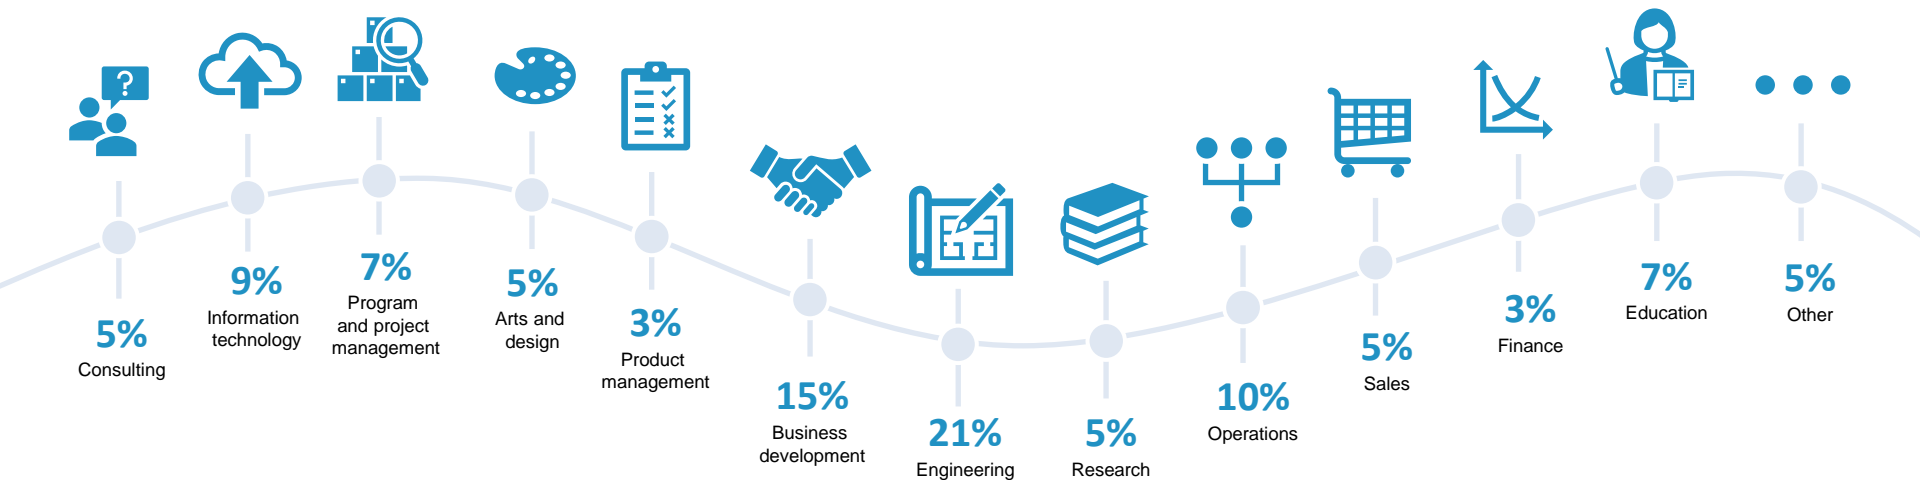 5%
Consulting
9%
Information
technology
7%
Program
and project
management
5%
Arts and
design
3%
Product
management
15%
Business
development
21%
Engineering
5%
Research
10%
Operations
5%
Sales
3%
Finance
7%
Education
5%
Other
?